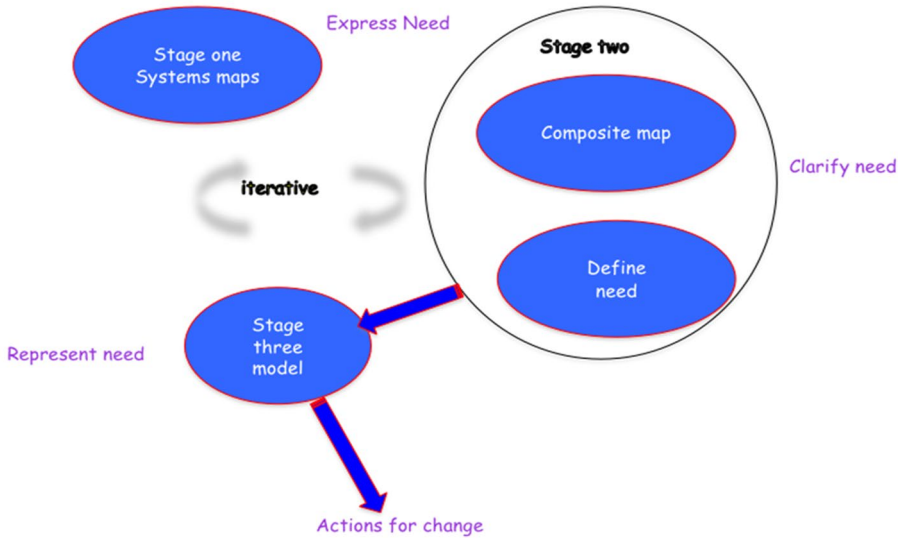 Express Need
Stage one
Systems maps
Stage two
Composite map
Clarify need
iterative
Define
need
Stage
three
model
Represent need
Actions for change